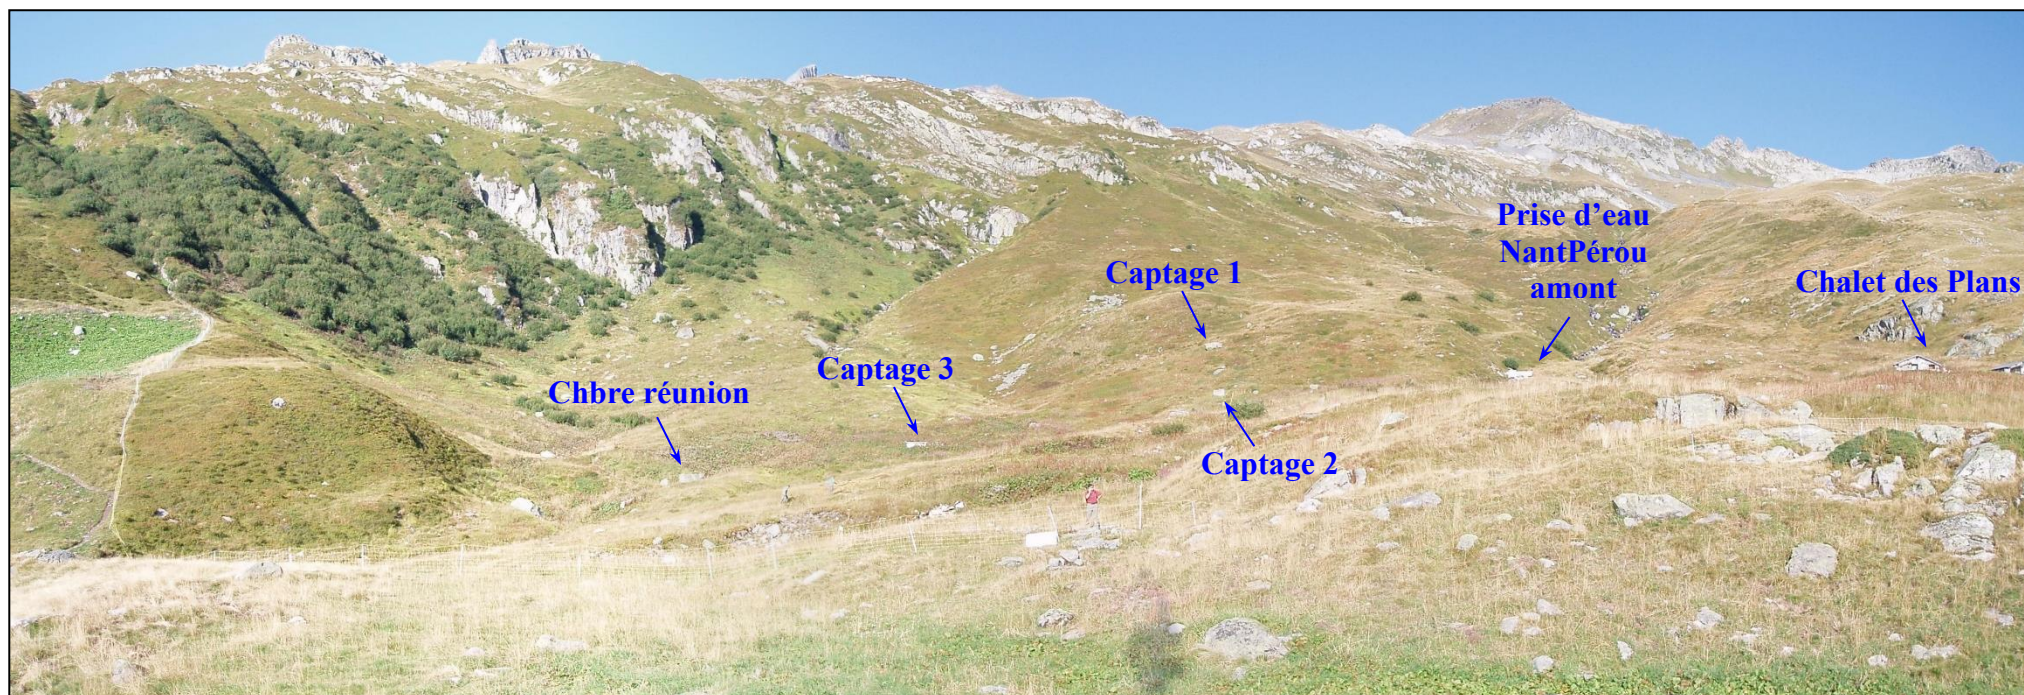 Prise d'eau
NantPérou
amont
Captage 1
Chalet des Plans
Captage 3
Chbre réunion
Captage 2